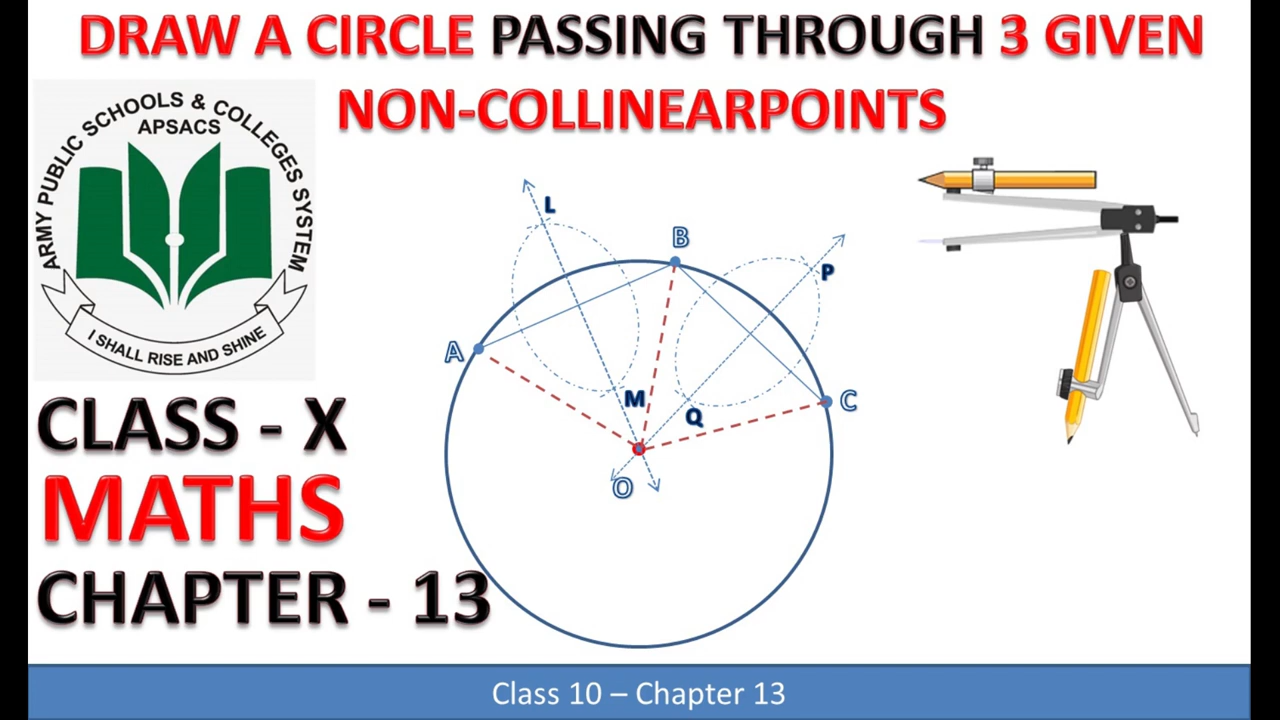 DRAW A CIRCLE PASSING THROUGH 3 GIVEN
NON-COLLINEARPOINTS
ARMY PUBLIC SCHOOLS & COLLEGES SYSTEM
APSACS
I SHALL RISE AND SHINE
L
B
P
A
M
Q
C
O
CLASS - X
MATHS
CHAPTER - 13
Class 10 – Chapter 13